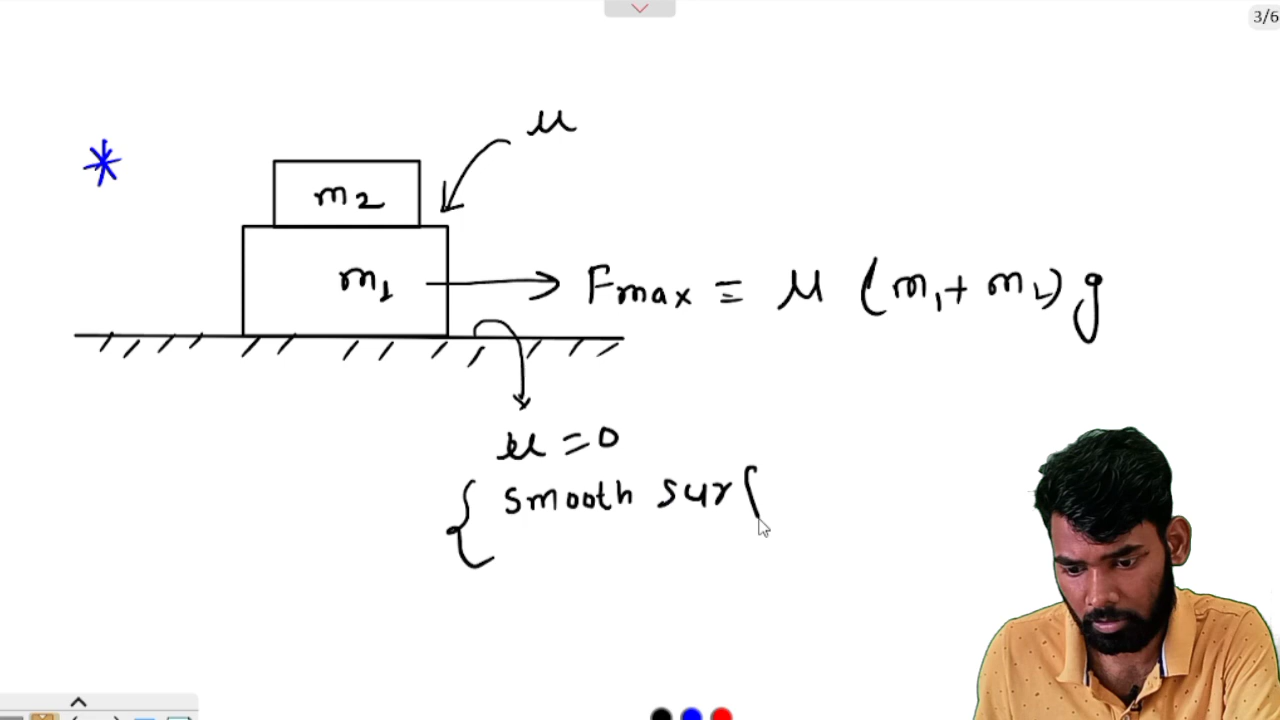 3/6
*
μ
m2
m1
Fmax = μ (m1 + m2) g
μ = 0
{ smooth surf